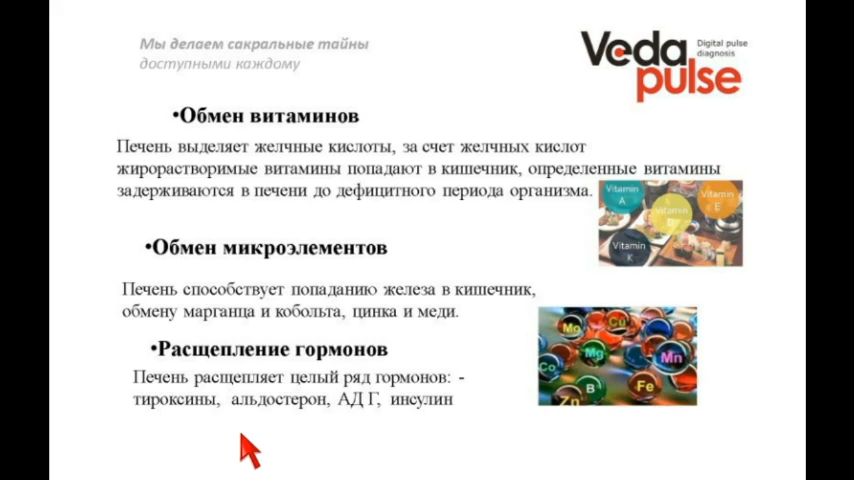 Мы делаем сакральные тайны
доступными каждому
Veda pulse
Digital pulse
diagnosis
•Обмен витаминов
Печень выделяет желчные кислоты, за счет желчных кислот
жирорастворимые витамины попадают в кишечник, определенные витамины
задерживаются в печени до дефицитного периода организма.
Vitamin
A
Vitamin
Vitamin
E
Vitamin
K
•Обмен микроэлементов
Печень способствует попаданию железа в кишечник,
обмену марганца и кобольта, цинка и меди.
Mo
Cu
Mg
Mn
Co
B
Fe
Zn
•Расщепление гормонов
Печень расщепляет целый ряд гормонов: -
тироксины, альдостерон, АД Г, инсулин